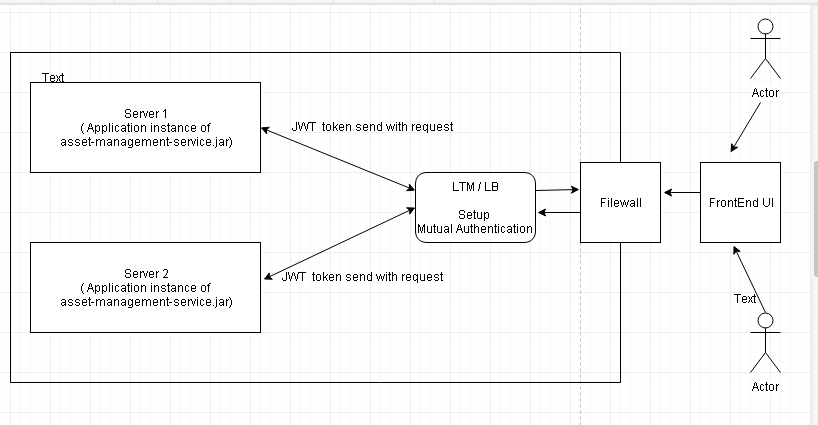 Actor
Text
Server 1
( Application instance of
asset-management-service.jar)
JWT  token send with request
LTM / LB
Setup
Mutual Authentication
Filewall
FrontEnd UI
Server 2
( Application instance of
asset-management-service.jar)
JWT  token send with request
Text
Actor